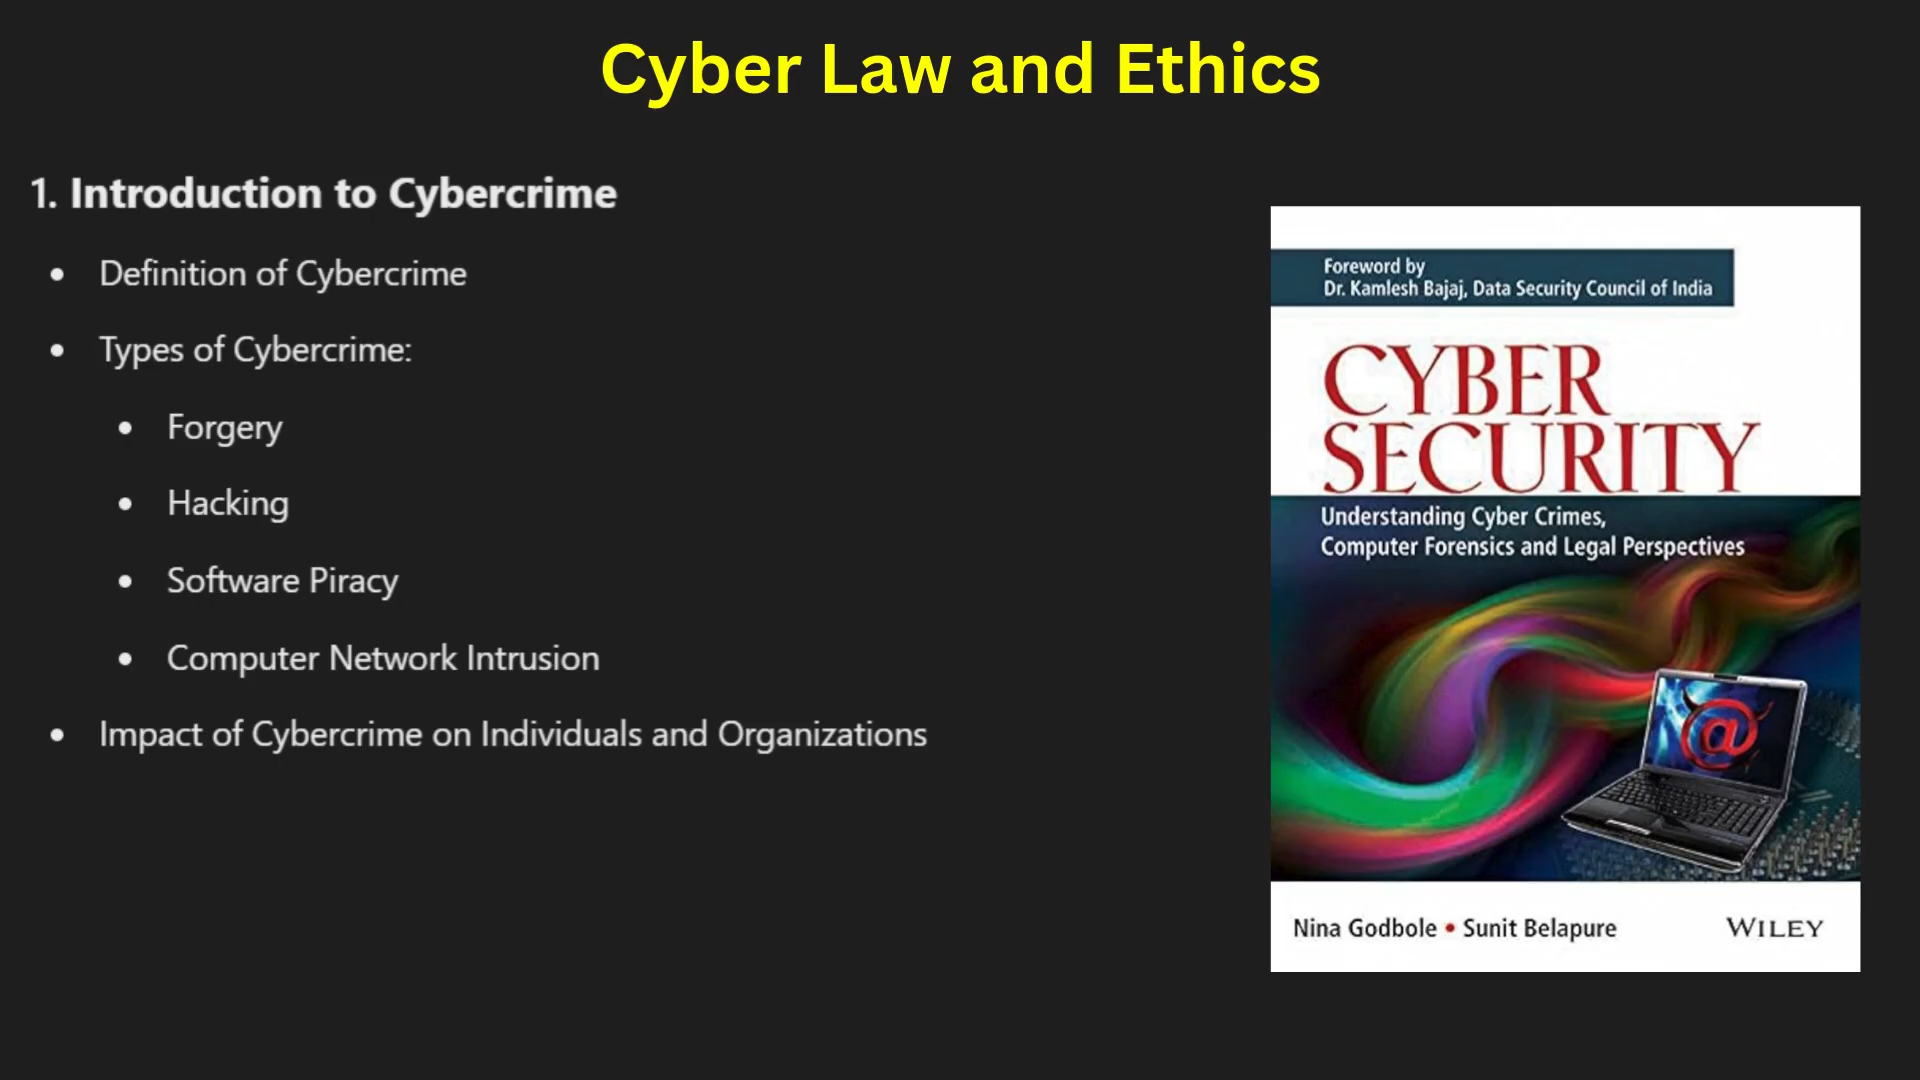 Cyber Law and Ethics
1. Introduction to Cybercrime
• Definition of Cybercrime
• Types of Cybercrime:
• Forgery
• Hacking
• Software Piracy
• Computer Network Intrusion
• Impact of Cybercrime on Individuals and Organizations
Foreword by
Dr. Kamlesh Bajaj, Data Security Council of India
CYBER
SECURITY
Understanding Cyber Crimes,
Computer Forensics and Legal Perspectives
@
Nina Godbole • Sunit Belapure
WILEY